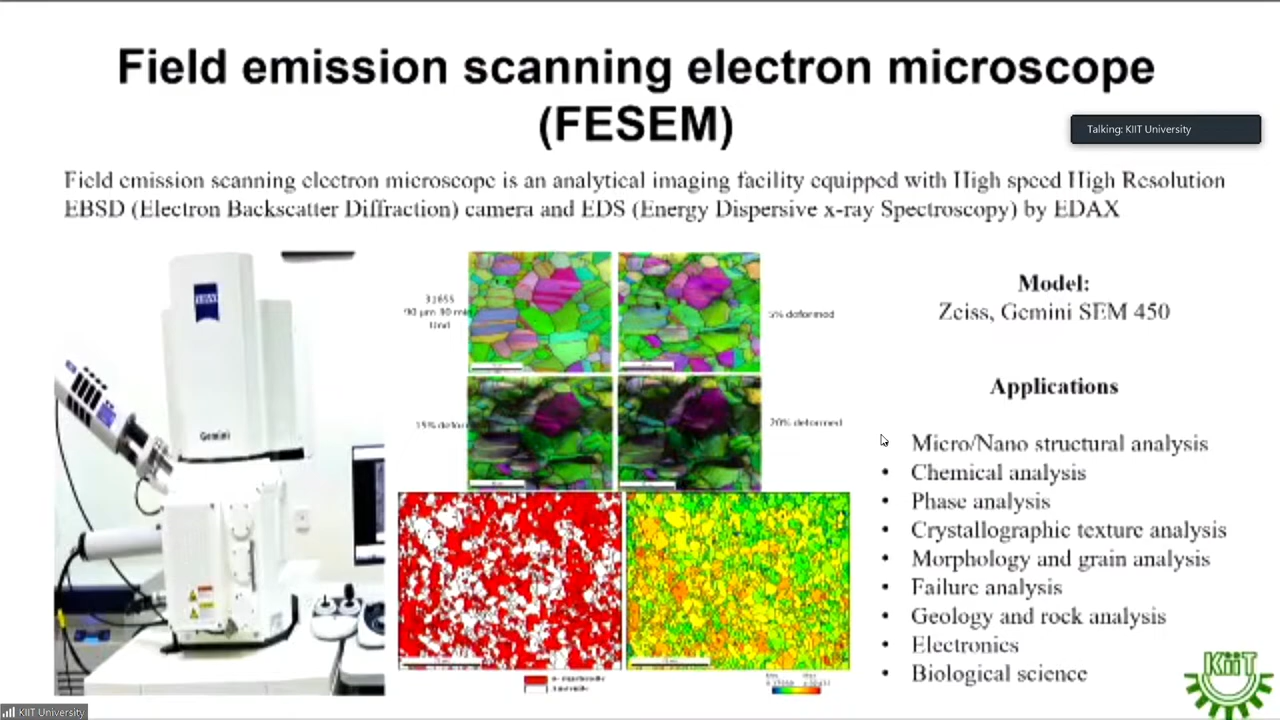 Field emission scanning electron microscope
(FESEM)
Talking: KIIT University
Field emission scanning electron microscope is an analytical imaging facility equipped with High speed High Resolution
EBSD (Electron Backscatter Diffraction) camera and EDS (Energy Dispersive x-ray Spectroscopy) by EDAX
ZEISS
Gemini
5% deformed
20% deformed
Model:
Zeiss, Gemini SEM 450
Applications
Micro/Nano structural analysis
• Chemical analysis
• Phase analysis
• Crystallographic texture analysis
• Morphology and grain analysis
• Failure analysis
• Geology and rock analysis
• Electronics
• Biological science
KIIT
KIIT University